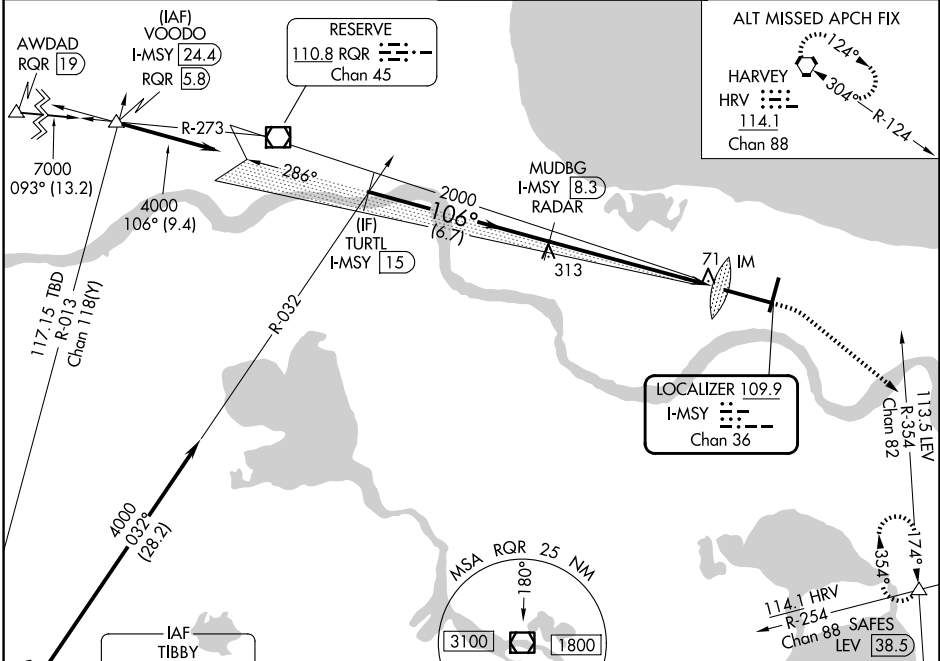 (IAF)
VOODO
I-MSY 24.4
RQR 5.8
AWDAD
RQR 19
RESERVE
110.8 RQR
Chan 45
ALT MISSED APCH FIX
124°
304°
HARVEY
HRV
114.1
Chan 88
R-124
R-273
7000
093° (13.2)
4000
106° (9.4)
286°
2000
106°
(6.7)
(IF)
TURTL
I-MSY 15
MUDBG
I-MSY 8.3
RADAR
313
71
IM
117.15 TBD
R-013
Chan 118(Y)
R-032
LOCALIZER 109.9
I-MSY
Chan 36
113.5 LEV
R-354
Chan 82
4000
032°
(28.2)
MSA RQR 25 NM
180°
3100
1800
174°
354°
114.1 HRV
R-254
Chan 88
SAFES
LEV 38.5
IAF
TIBBY